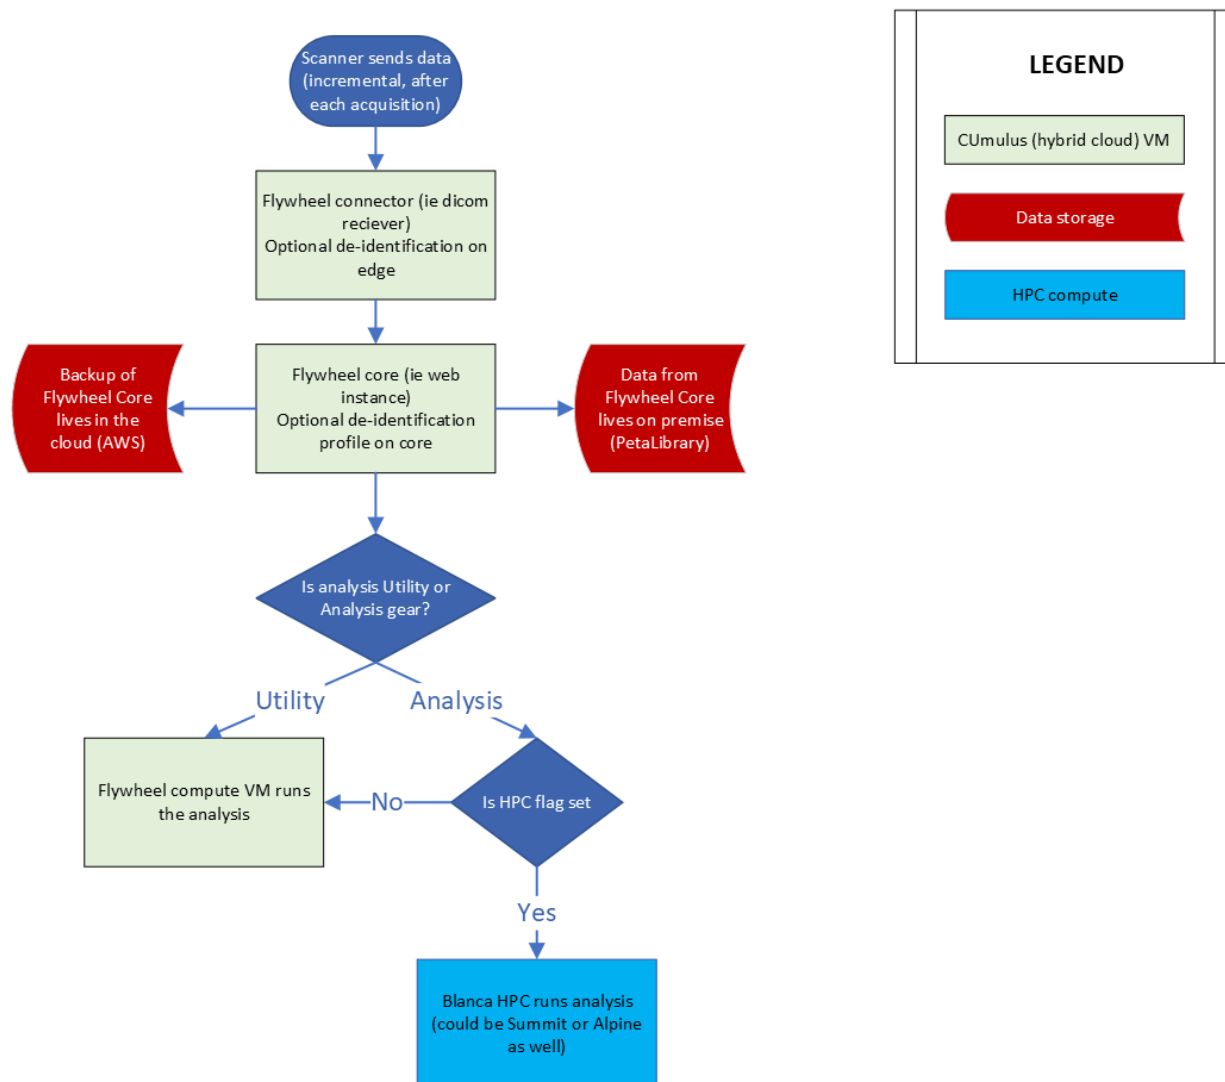 Scanner sends data
(incremental, after
each acquisition)
LEGEND
CUmulus (hybrid cloud) VM
Data storage
HPC compute
Flywheel connector (ie dicom
reciever)
Optional de-identification on
edge
Backup of
Flywheel Core
lives in the
cloud (AWS)
Flywheel core (ie web
instance)
Optional de-identification
profile on core
Data from
Flywheel Core
lives on premise
(PetaLibrary)
Is analysis Utility or
Analysis gear?
Utility
Analysis
Flywheel compute VM runs
the analysis
No
Is HPC flag set
Yes
Blanca HPC runs analysis
(could be Summit or Alpine
as well)